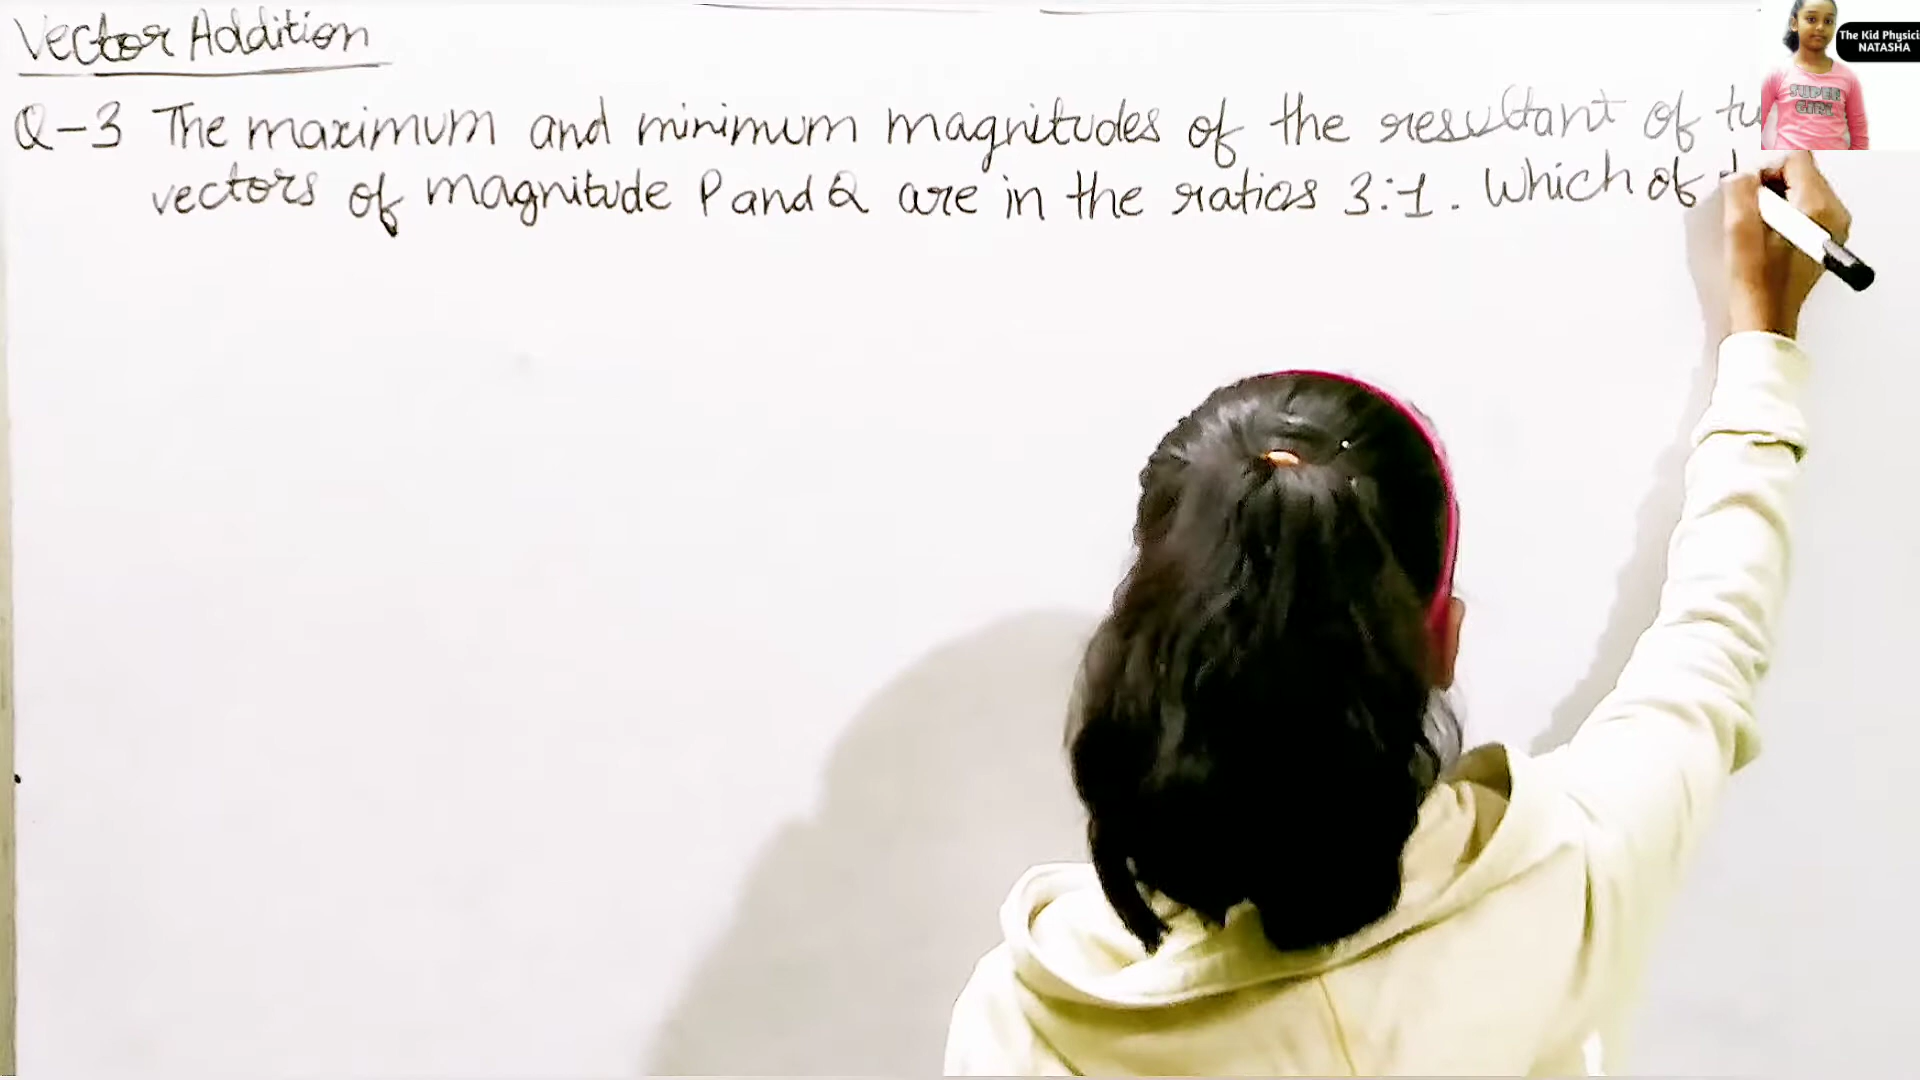 Vector Addition
The Kid Physici
NATASHA
SUPER
GIRL
Q-3 The maximum and minimum magnitudes of the resultant of
vectors of magnitude P and Q are in the ratios 3:1. Which of